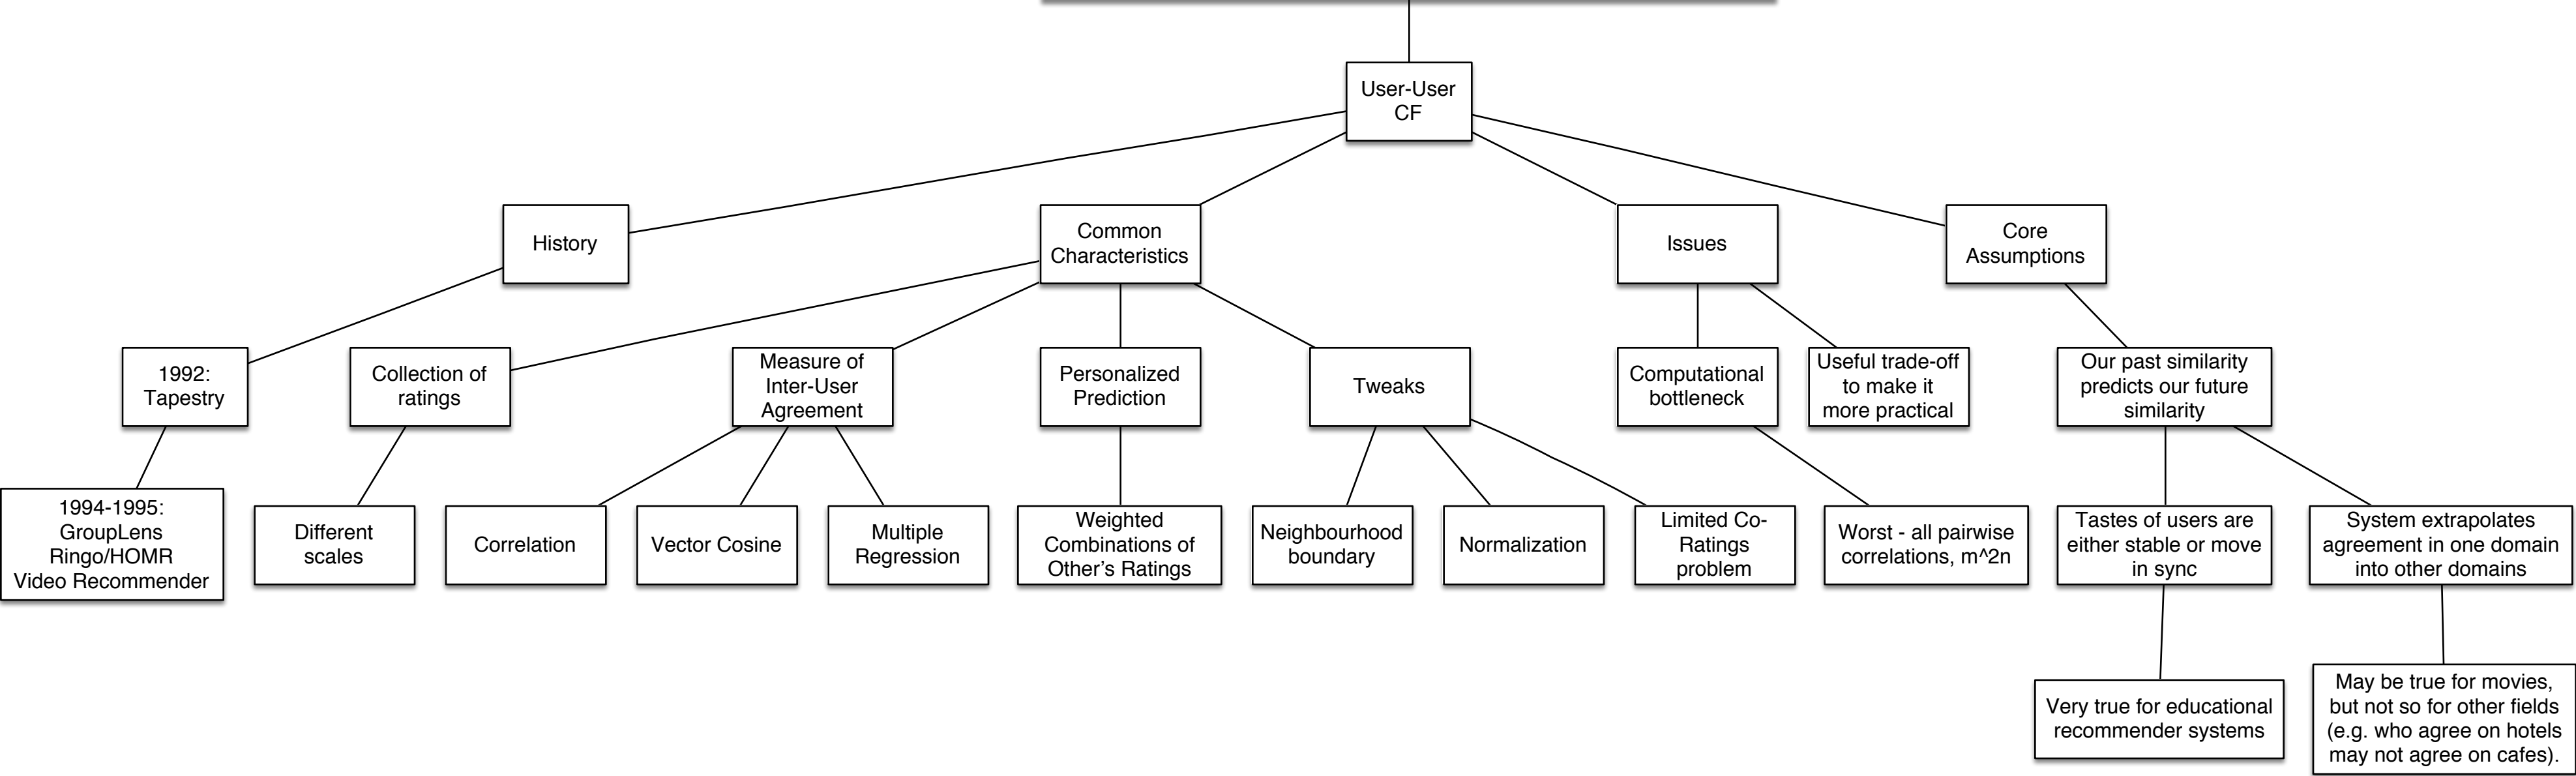 User-User
CF
History
Common
Characteristics
Issues
Core
Assumptions
1992:
Tapestry
Collection of
ratings
Measure of
Inter-User
Agreement
Personalized
Prediction
Tweaks
Computational
bottleneck
Useful trade-off
to make it
more practical
Our past similarity
predicts our future
similarity
1994-1995:
GroupLens
Ringo/HOMR
Video Recommender
Different
scales
Correlation
Vector Cosine
Multiple
Regression
Weighted
Combinations of
Other's Ratings
Neighbourhood
boundary
Normalization
Limited Co-
Ratings
problem
Worst - all pairwise
correlations, m^2n
Tastes of users are
either stable or move
in sync
System extrapolates
agreement in one domain
into other domains
Very true for educational
recommender systems
May be true for movies,
but not so for other fields
(e.g. who agree on hotels
may not agree on cafes).